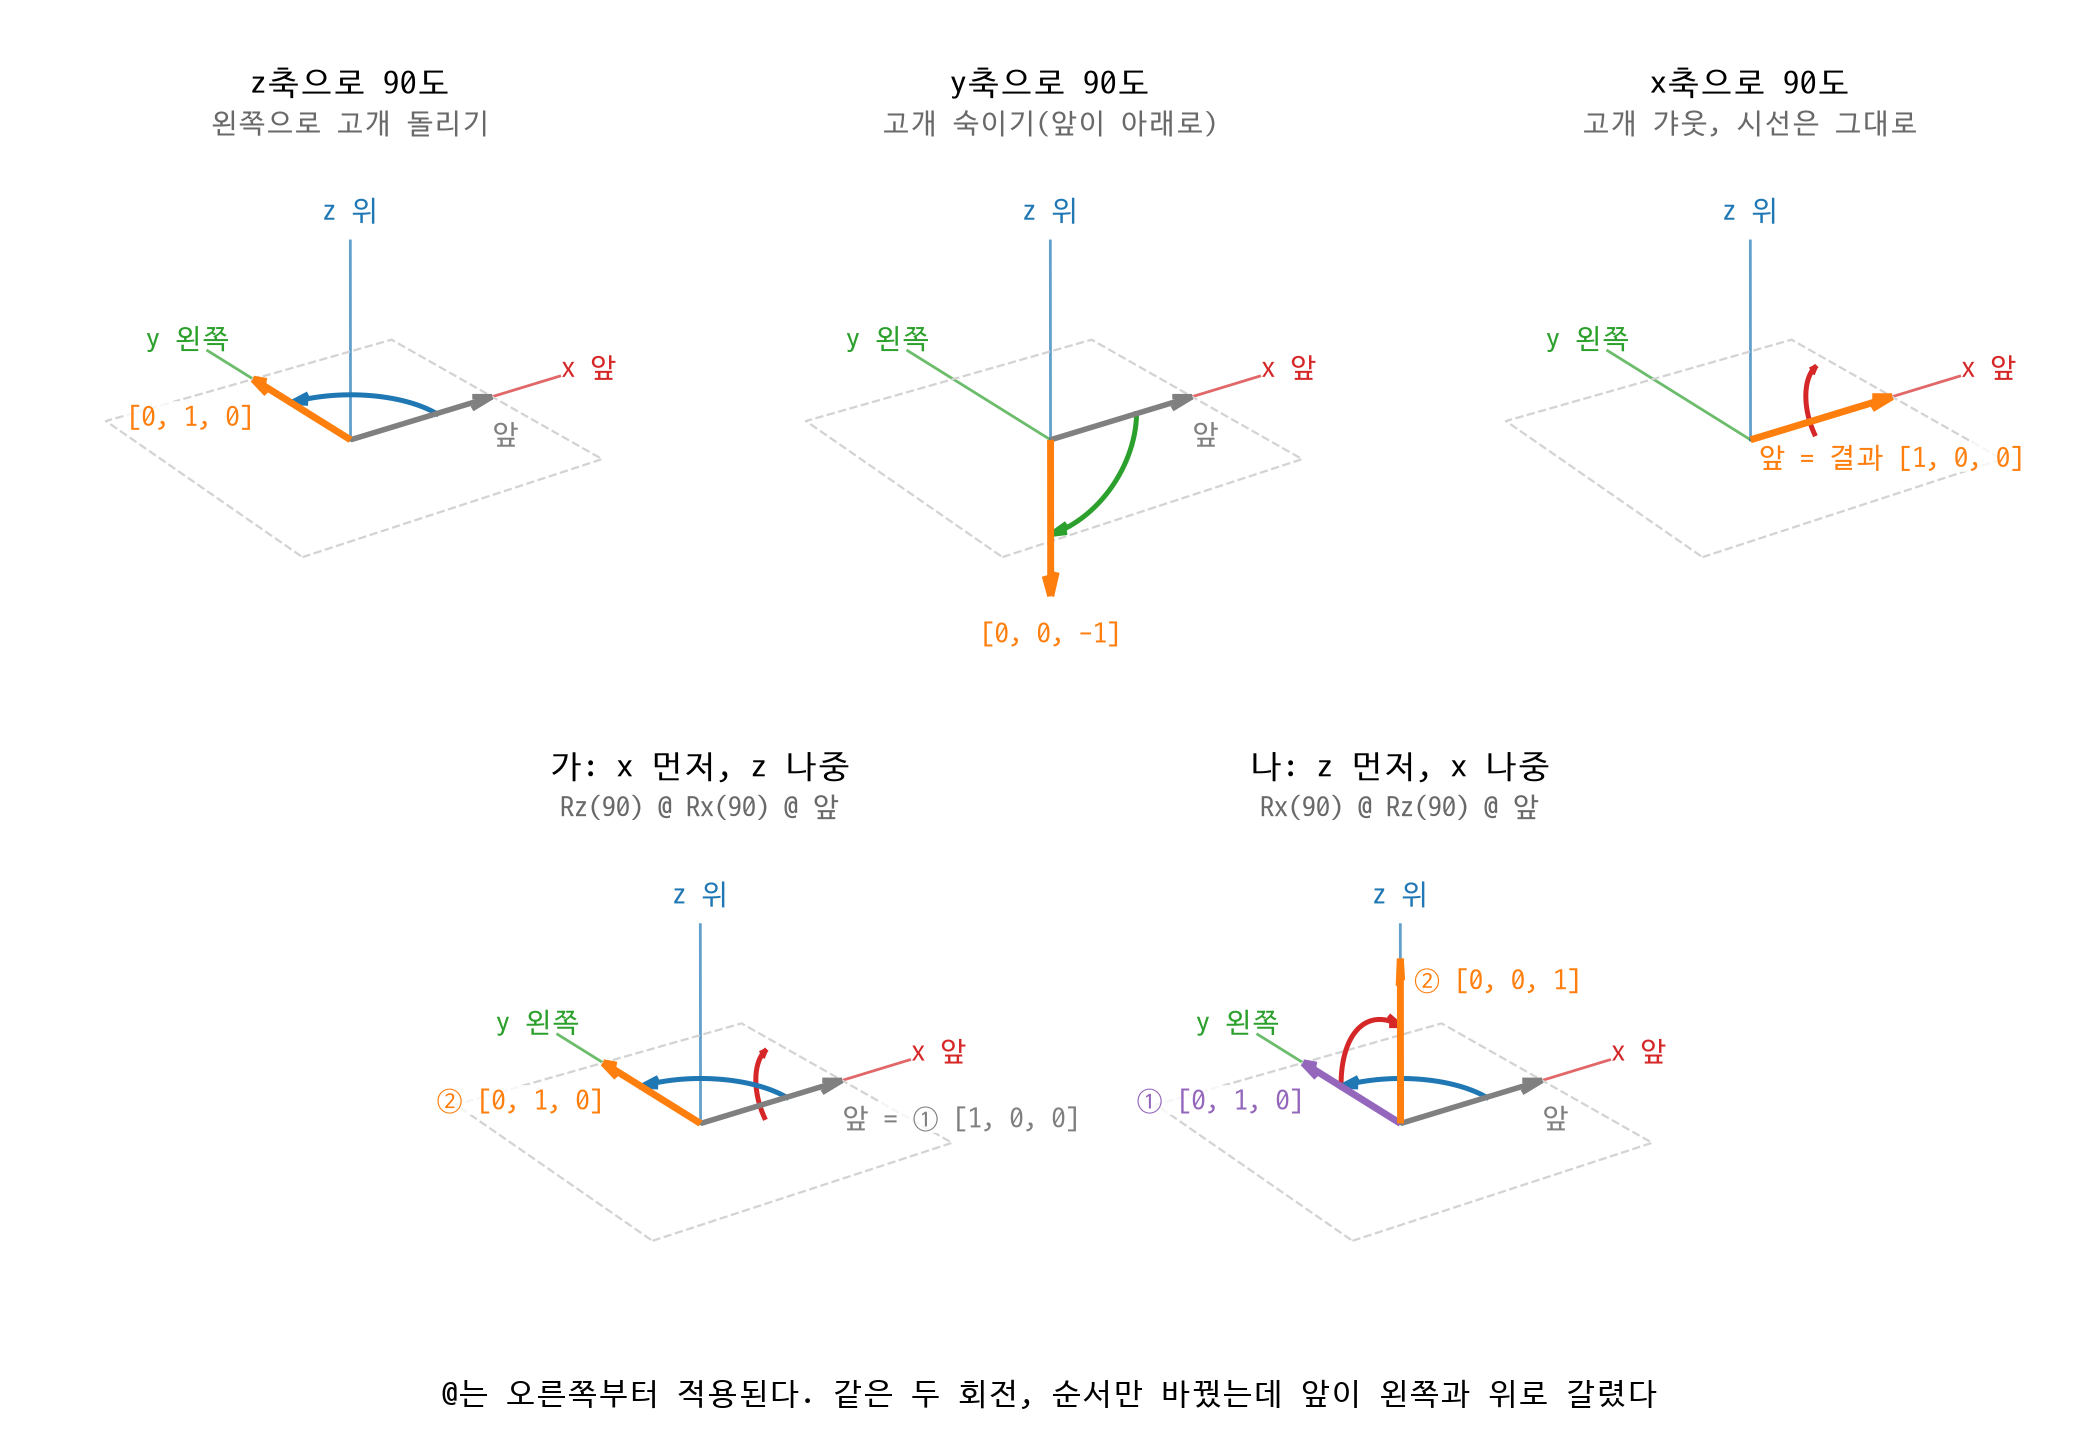 z축으로 90도
왼쪽으로 고개 돌리기
z 위
y 왼쪽
x 앞
[0, 1, 0]
앞
y축으로 90도
고개 숙이기(앞이 아래로)
z 위
y 왼쪽
x 앞
앞
[0, 0, -1]
x축으로 90도
고개 갸웃, 시선은 그대로
z 위
y 왼쪽
x 앞
앞 = 결과 [1, 0, 0]
가: x 먼저, z 나중
Rz(90) @ Rx(90) @ 앞
z 위
y 왼쪽
x 앞
② [0, 1, 0]
앞 = ① [1, 0, 0]
나: z 먼저, x 나중
Rx(90) @ Rz(90) @ 앞
z 위
② [0, 0, 1]
y 왼쪽
x 앞
① [0, 1, 0]
앞
@는 오른쪽부터 적용된다. 같은 두 회전, 순서만 바꿨는데 앞이 왼쪽과 위로 갈렸다